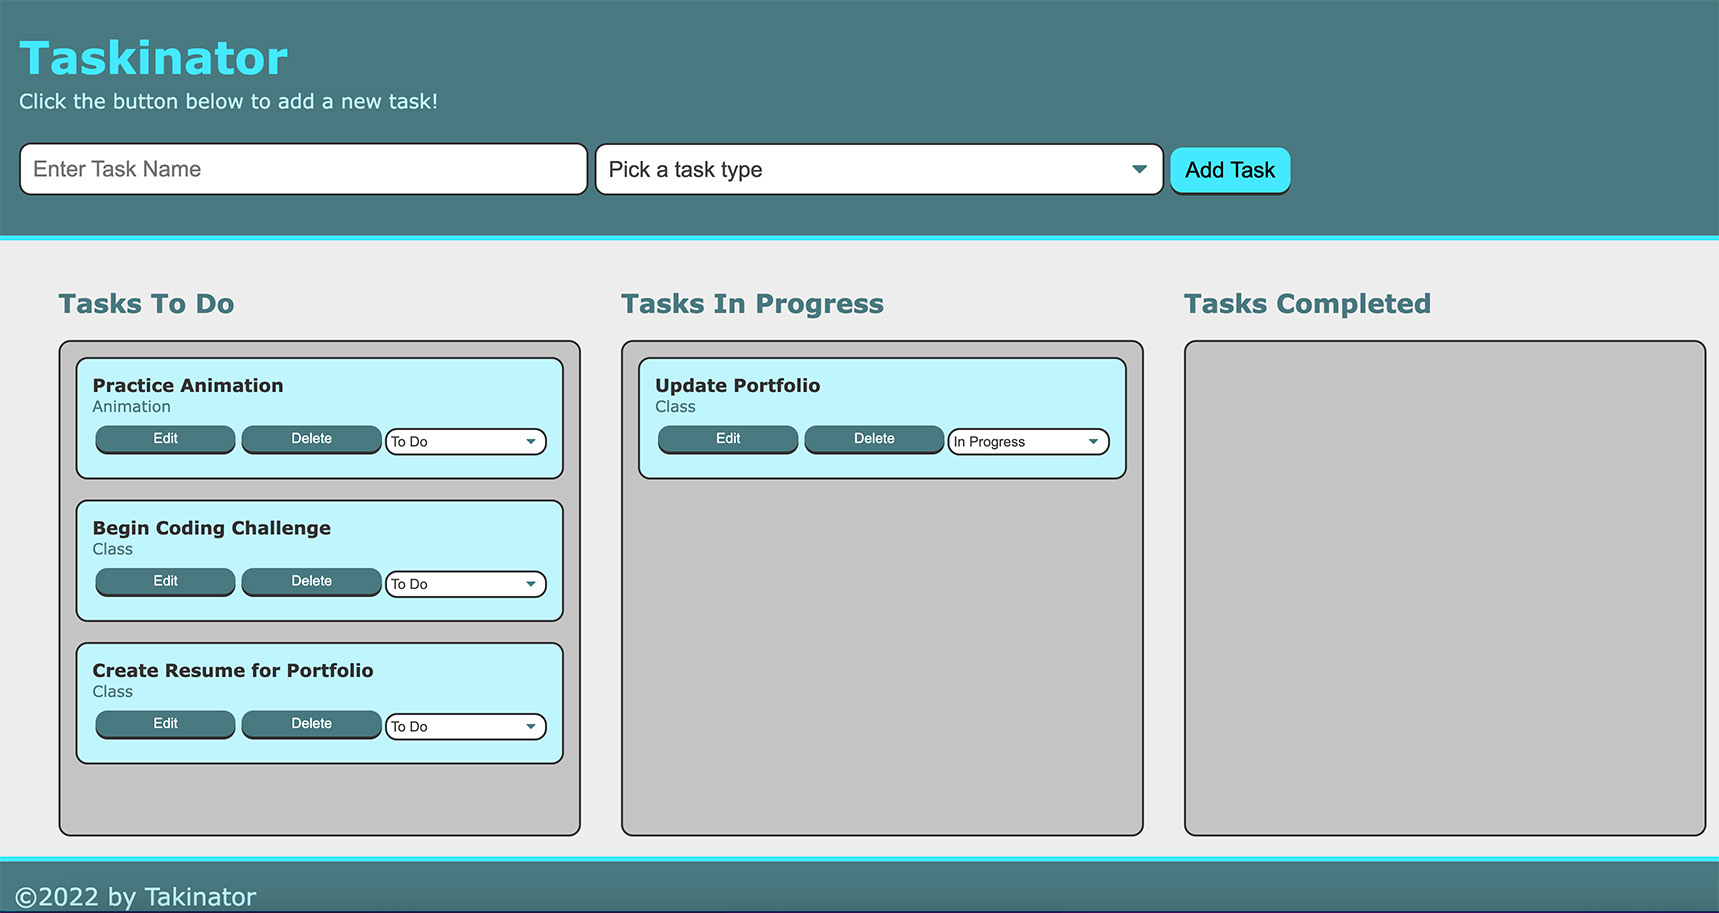 Taskinator
Click the button below to add a new task!
Enter Task Name
Pick a task type
Add Task
Tasks To Do
Practice Animation
Animation
Edit Delete To Do
Begin Coding Challenge
Class
Edit Delete To Do
Create Resume for Portfolio
Class
Edit Delete To Do
Tasks In Progress
Update Portfolio
Class
Edit Delete In Progress
Tasks Completed
©2022 by Takinator